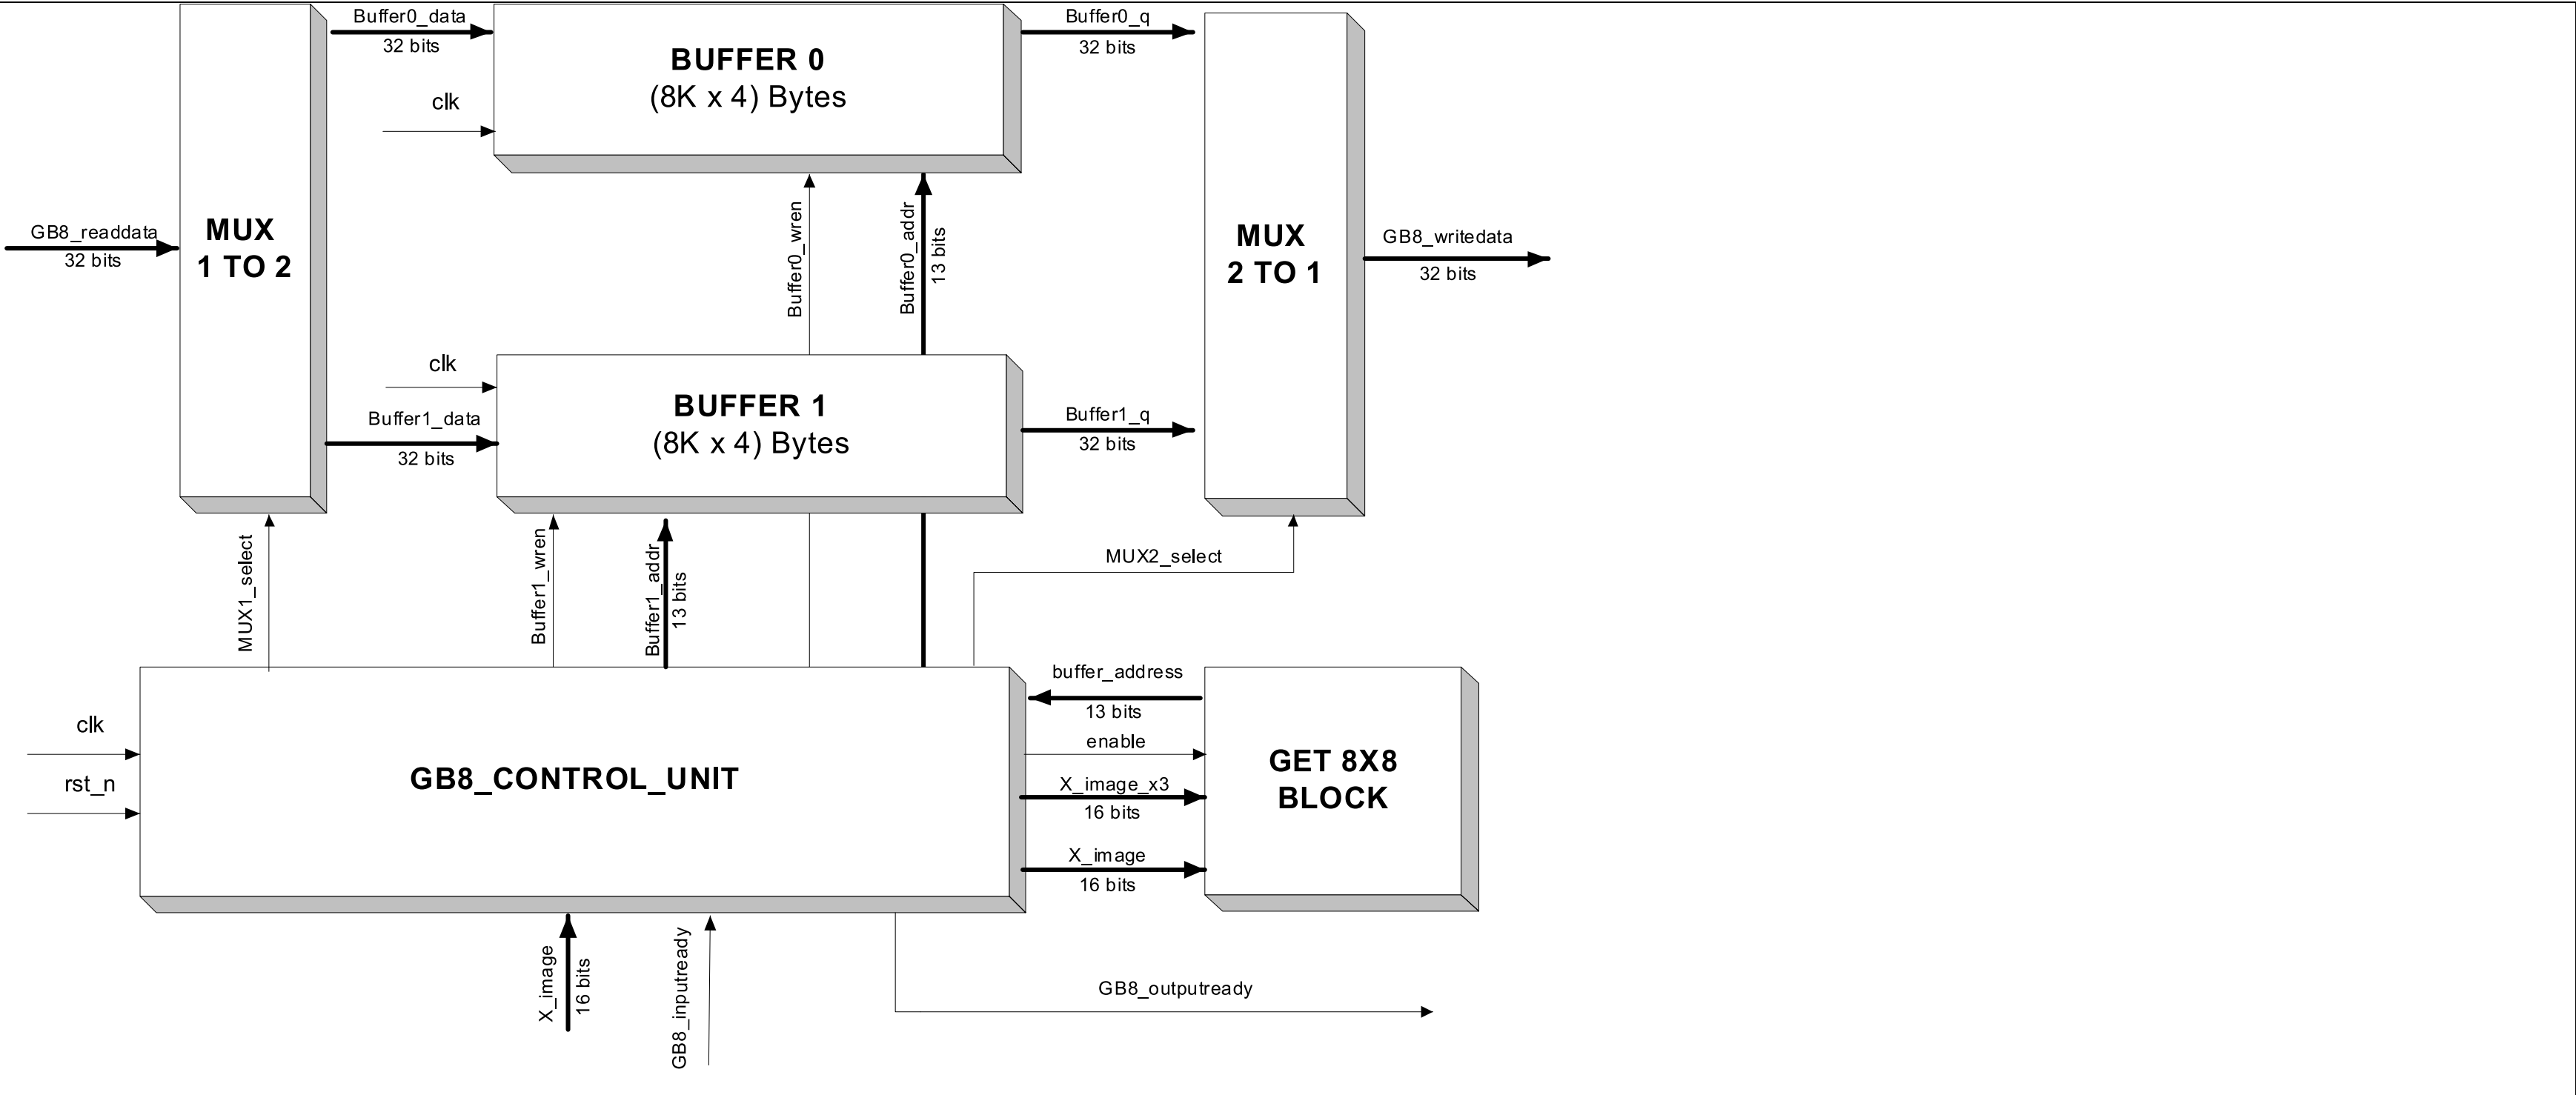 Buffer0_data
32 bits
BUFFER 0
(8K x 4) Bytes
clk
Buffer0_q
32 bits
GB8_readdata
32 bits
MUX
1 TO 2
Buffer0_wren
Buffer0_addr
13 bits
MUX
2 TO 1
GB8_writedata
32 bits
clk
Buffer1_data
32 bits
BUFFER 1
(8K x 4) Bytes
Buffer1_q
32 bits
MUX1_select
Buffer1_wren
Buffer1_addr
13 bits
MUX2_select
clk
rst_n
GB8_CONTROL_UNIT
buffer_address
13 bits
enable
X_image_x3
16 bits
X_image
16 bits
GET 8X8
BLOCK
X_image
16 bits
GB8_inputready
GB8_outputready